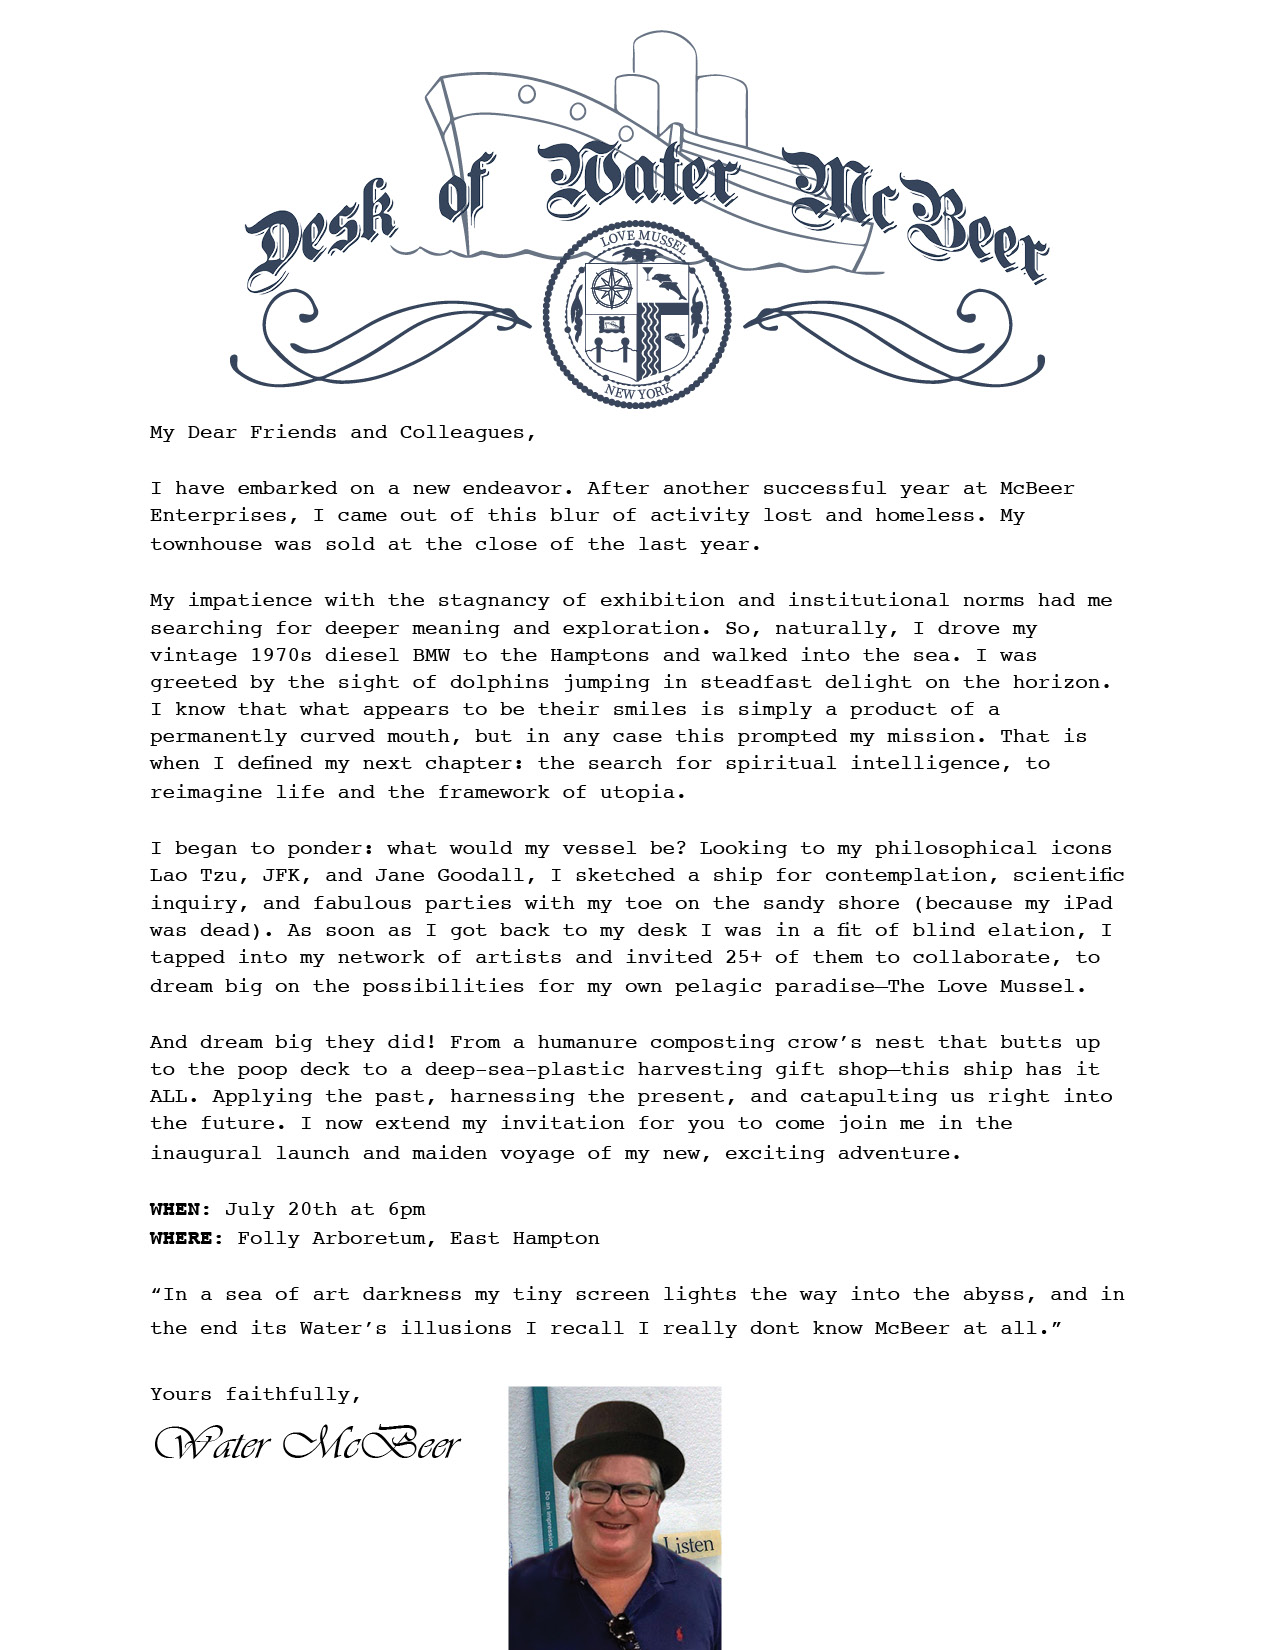 Desk of Water McBeer
LOVE MUSSEL
NEW YORK
My Dear Friends and Colleagues,
I have embarked on a new endeavor. After another successful year at McBeer
Enterprises, I came out of this blur of activity lost and homeless. My
townhouse was sold at the close of the last year.
My impatience with the stagnancy of exhibition and institutional norms had me
searching for deeper meaning and exploration. So, naturally, I drove my
vintage 1970s diesel BMW to the Hamptons and walked into the sea. I was
greeted by the sight of dolphins jumping in steadfast delight on the horizon.
I know that what appears to be their smiles is simply a product of a
permanently curved mouth, but in any case this prompted my mission. That is
when I defined my next chapter: the search for spiritual intelligence, to
reimagine life and the framework of utopia.
I began to ponder: what would my vessel be? Looking to my philosophical icons
Lao Tzu, JFK, and Jane Goodall, I sketched a ship for contemplation, scientific
inquiry, and fabulous parties with my toe on the sandy shore (because my iPad
was dead). As soon as I got back to my desk I was in a fit of blind elation, I
tapped into my network of artists and invited 25+ of them to collaborate, to
dream big on the possibilities for my own pelagic paradise—The Love Mussel.
And dream big they did! From a humanure composting crow’s nest that butts up
to the poop deck to a deep-sea-plastic harvesting gift shop—this ship has it
ALL. Applying the past, harnessing the present, and catapulting us right into
the future. I now extend my invitation for you to come join me in the
inaugural launch and maiden voyage of my new, exciting adventure.
WHEN: July 20th at 6pm
WHERE: Folly Arboretum, East Hampton
“In a sea of art darkness my tiny screen lights the way into the abyss, and in
the end its Water’s illusions I recall I really dont know McBeer at all.”
Yours faithfully,
Water McBeer
Do an impression
Listen